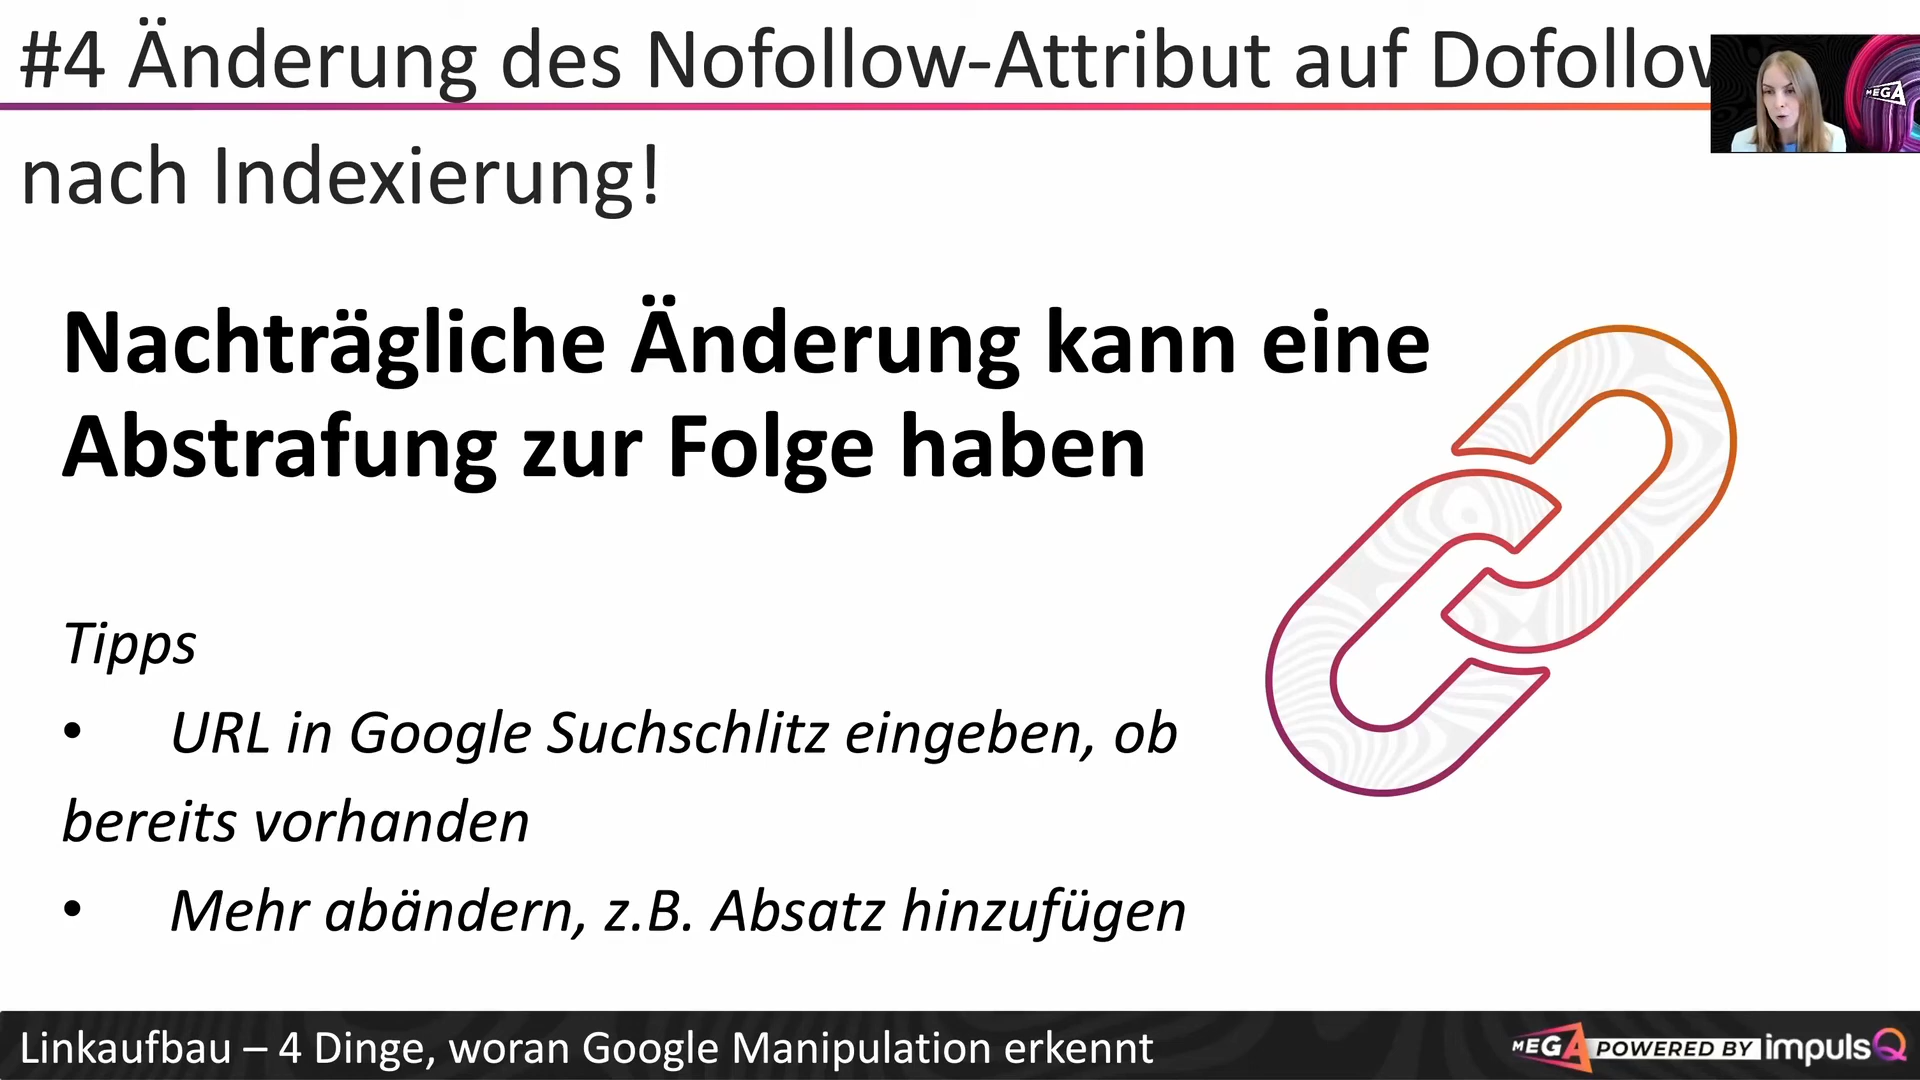 #4 Änderung des Nofollow-Attribut auf Dofollow
nach Indexierung!
MEGA
Nachträgliche Änderung kann eine
Abstrafung zur Folge haben
Tipps
• URL in Google Suchschlitz eingeben, ob
bereits vorhanden
• Mehr abändern, z.B. Absatz hinzufügen
Linkaufbau – 4 Dinge, woran Google Manipulation erkennt
MEGA POWERED BY impulsQ